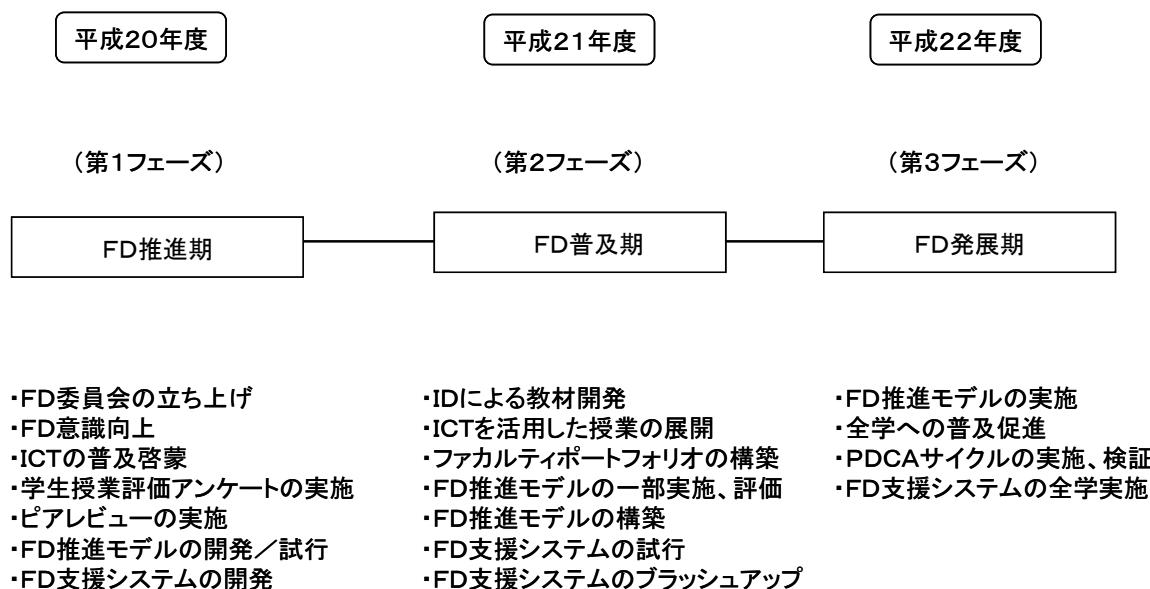 平成20年度
平成21年度
平成22年度
(第1フェーズ)
(第2フェーズ)
(第3フェーズ)
FD推進期
FD普及期
FD発展期
・FD委員会の立ち上げ
・FD意識向上
・ICTの普及啓蒙
・学生授業評価アンケートの実施
・ピアレビューの実施
・FD推進モデルの開発/試行
・FD支援システムの開発
・IDによる教材開発
・ICTを活用した授業の展開
・ファカルティポートフォリオの構築
・FD推進モデルの一部実施、評価
・FD推進モデルの構築
・FD支援システムの試行
・FD支援システムのブラッシュアップ
・FD推進モデルの実施
・全学への普及促進
・PDCAサイクルの実施、検証
・FD支援システムの全学実施